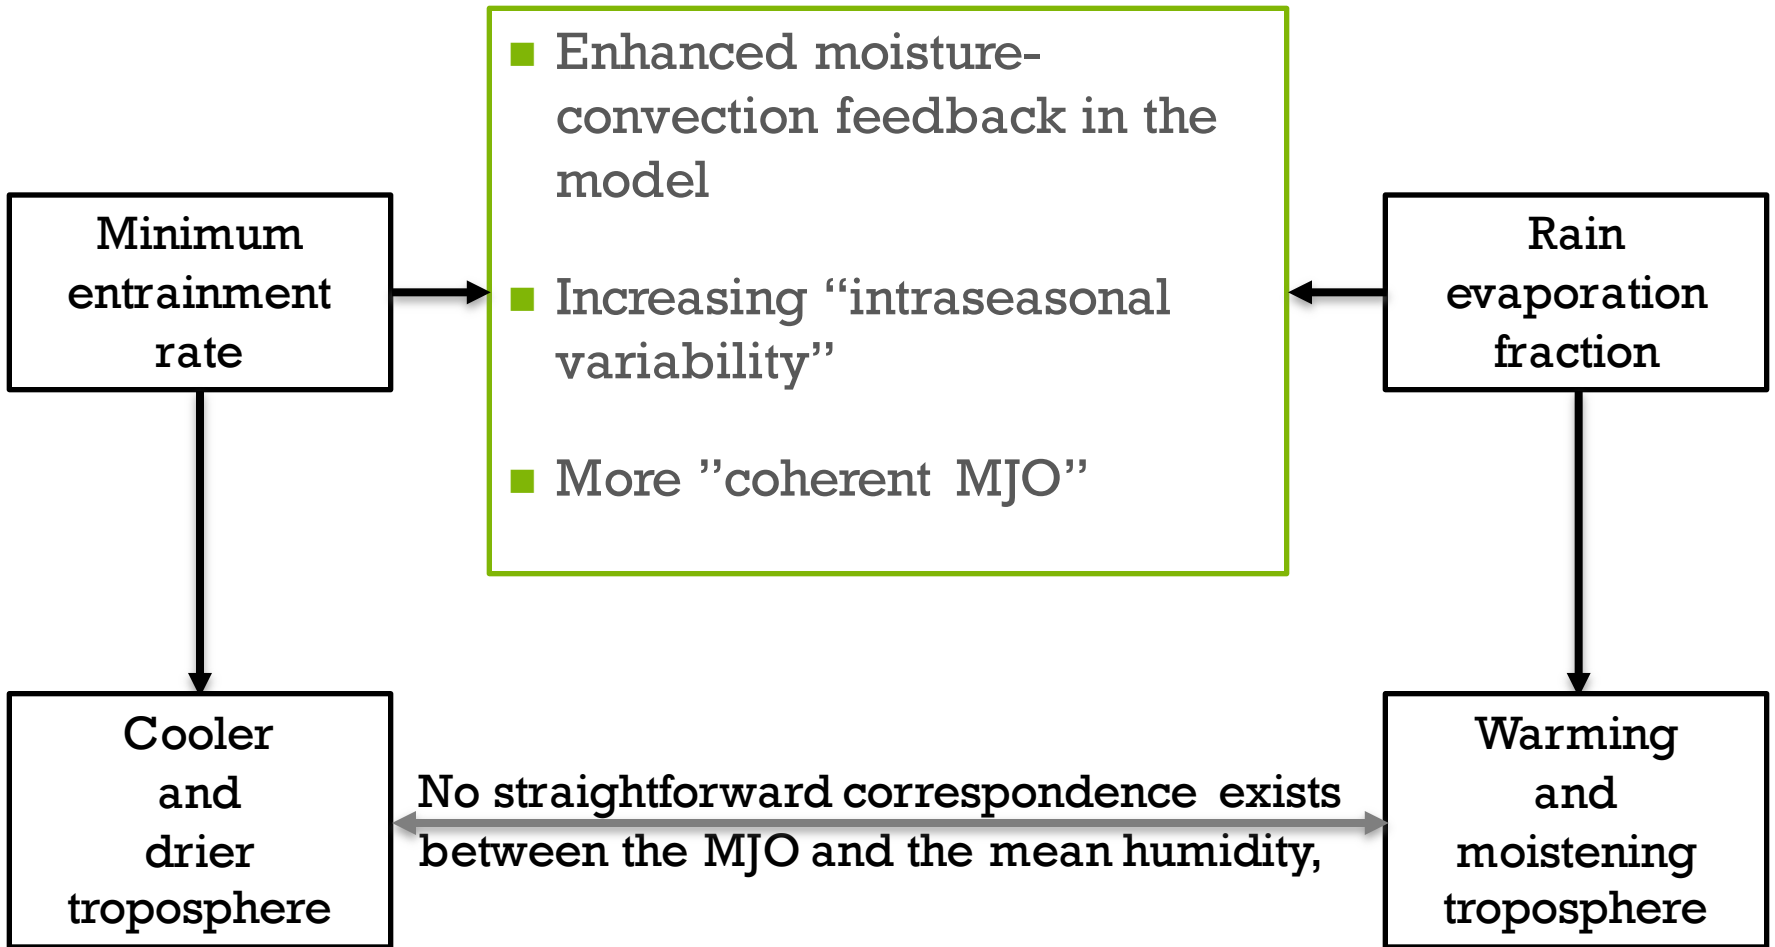 Enhanced moisture-
convection feedback in the
model
Increasing “intraseasonal
variability”
More ”coherent MJO”
Minimum
entrainment
rate
Rain
evaporation
fraction
Cooler
and
drier
troposphere
No straightforward correspondence exists
between the MJO and the mean humidity,
Warming
and
moistening
troposphere